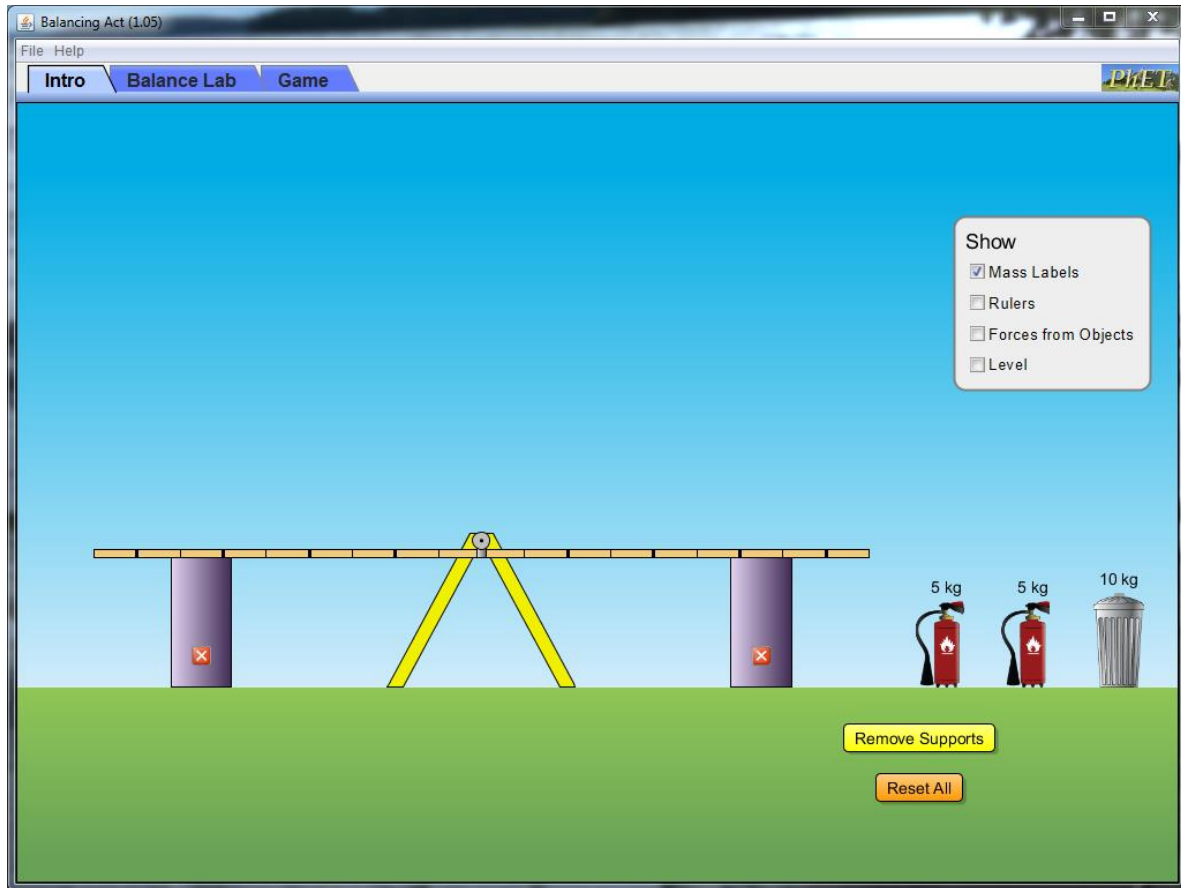 Balancing Act (1.05)
File Help
Intro Balance Lab Game
PhET
Show
Mass Labels
Rulers
Forces from Objects
Level
5 kg 5 kg 10 kg
Remove Supports
Reset All